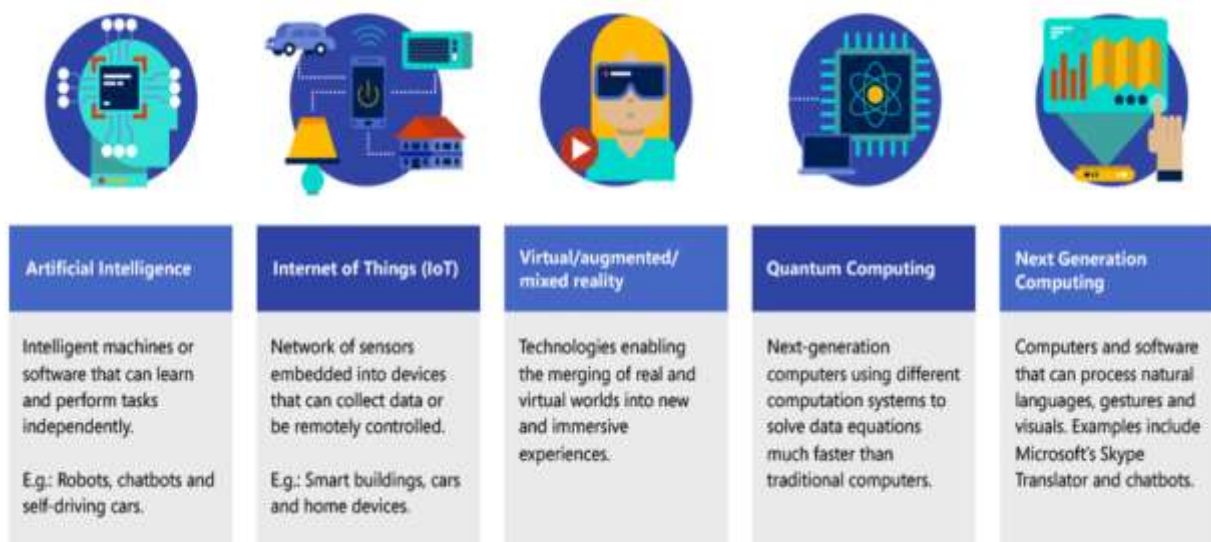 Artificial Intelligence
Intelligent machines or
software that can learn
and perform tasks
independently.
E.g.: Robots, chatbots and
self-driving cars.
Internet of Things (IoT)
Network of sensors
embedded into devices
that can collect data or
be remotely controlled.
E.g.: Smart buildings, cars
and home devices.
Virtual/augmented/
mixed reality
Technologies enabling
the merging of real and
virtual worlds into new
and immersive
experiences.
Quantum Computing
Next-generation
computers using different
computation systems to
solve data equations
much faster than
traditional computers.
Next Generation
Computing
Computers and software
that can process natural
languages, gestures and
visuals. Examples include
Microsoft's Skype
Translator and chatbots.